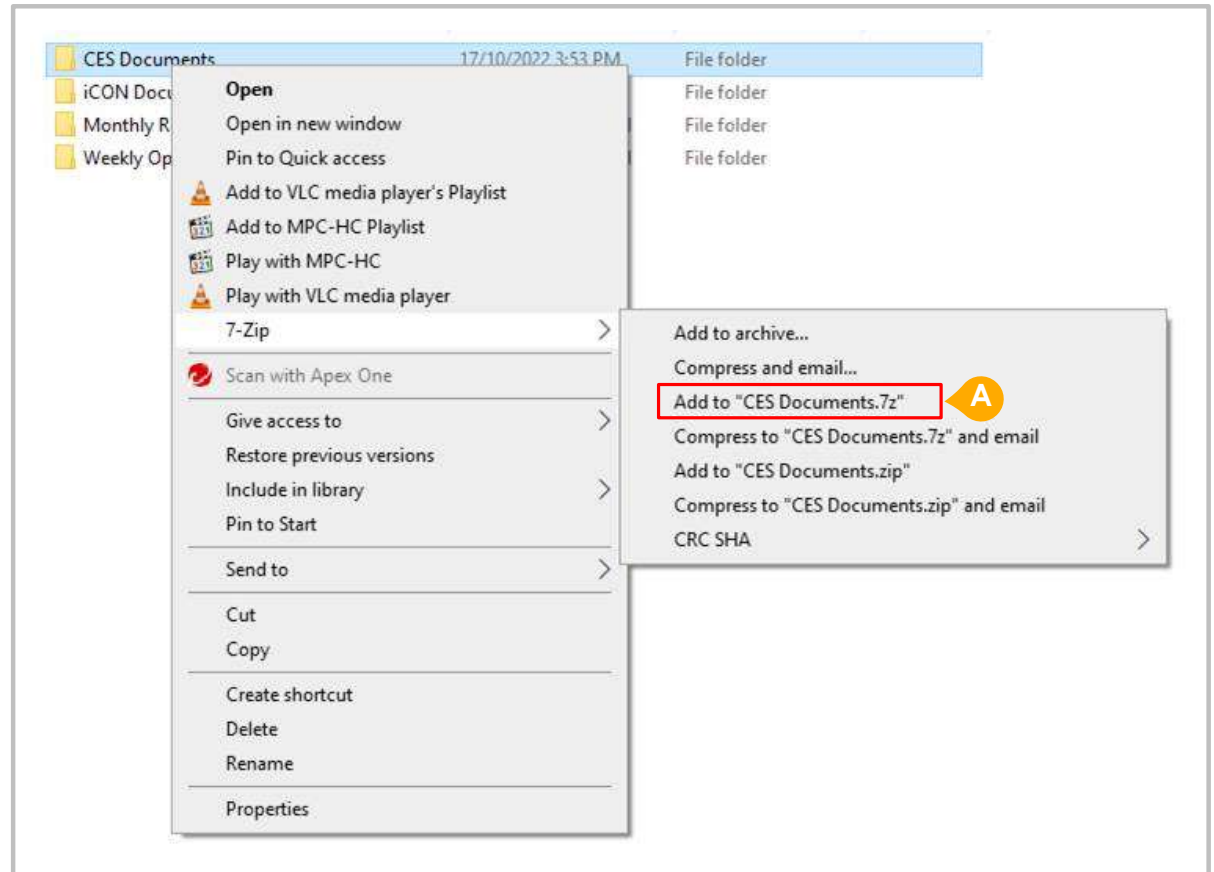 CES Documents 17/10/2022 3:53 PM File folder
iCON Docu File folder
Monthly R File folder
Weekly Op File folder
Open
Open in new window
Pin to Quick access
Add to VLC media player's Playlist
Add to MPC-HC Playlist
Play with MPC-HC
Play with VLC media player
7-Zip
Scan with Apex One
Give access to
Restore previous versions
Include in library
Pin to Start
Send to
Cut
Copy
Create shortcut
Delete
Rename
Properties
Add to archive...
Compress and email...
Add to "CES Documents.7z" A
Compress to "CES Documents.7z" and email
Add to "CES Documents.zip"
Compress to "CES Documents.zip" and email
CRC SHA